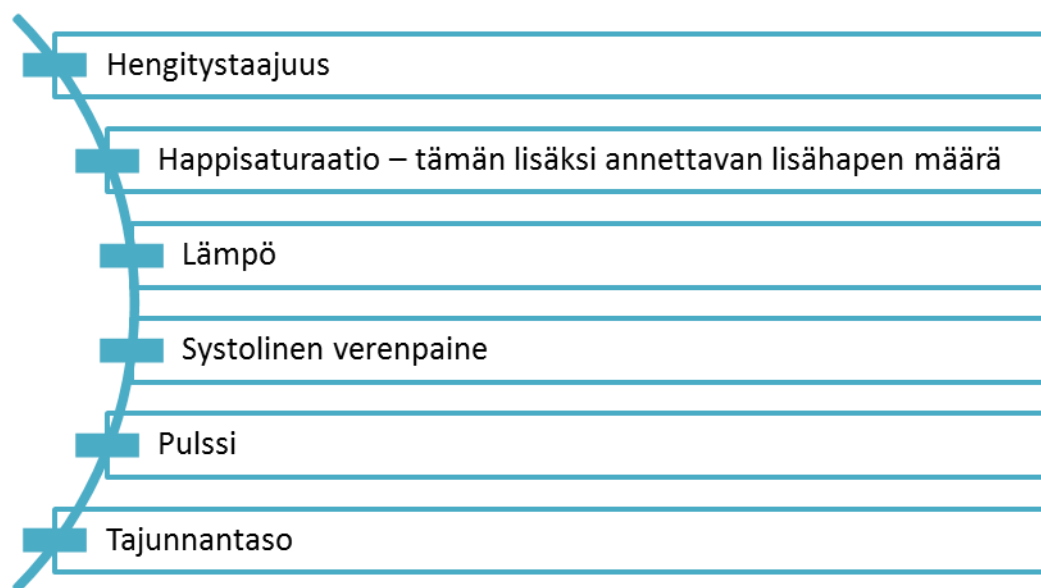 Hengitystaajuus
Happisaturaatio – tämän lisäksi annettavan lisähapen määrä
Lämpö
Systolinen verenpaine
Pulssi
Tajunnantaso